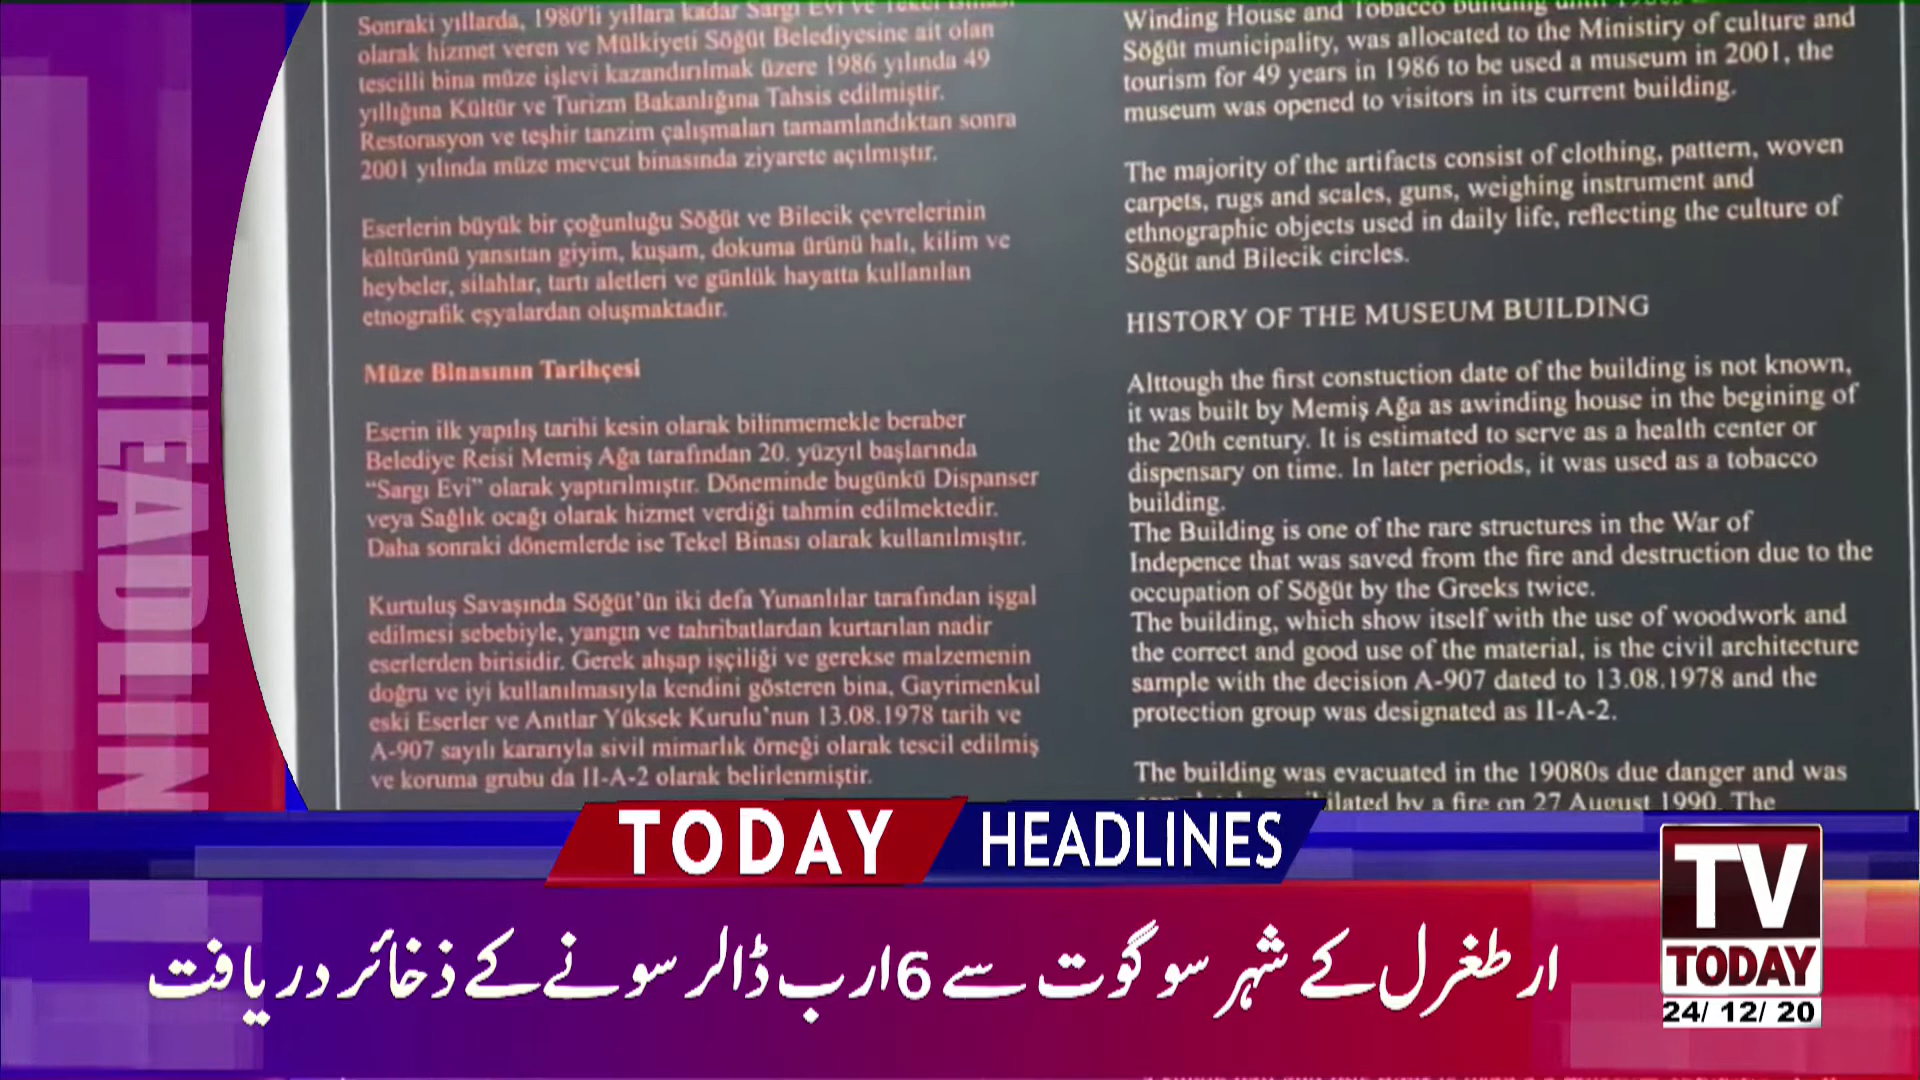 Sonraki yıllarda, 1980'li yıllara kadar Sargı Evi ve Tekel
olarak hizmet veren ve Mülkiyeti Söğüt Belediyesine ait olan
tescilli bina müze işlevi kazandırılmak üzere 1986 yılında 49
yıllığına Kültür ve Turizm Bakanlığına Tahsis edilmiştir.
Restorasyon ve teşhir tanzim çalışmaları tamamlandıktan sonra
2001 yılında müze mevcut binasında ziyarete açılmıştır.
Eserlerin büyük bir çoğunluğu Söğüt ve Bilecik çevrelerinin
kültürünü yansıtan giyim, kuşam, dokuma ürünü halı, kilim ve
heybeler, silahlar, tartı aletleri ve günlük hayatta kullanılan
etnografik eşyalardan oluşmaktadır.
Müze Binasının Tarihçesi
Eserin ilk yapılış tarihi kesin olarak bilinmemekle beraber
Belediye Reisi Memiş Ağa tarafından 20. yüzyıl başlarında
“Sargı Evi” olarak yaptırılmıştır. Döneminde bugünkü Dispanser
veya Sağlık ocağı olarak hizmet verdiği tahmin edilmektedir.
Daha sonraki dönemlerde ise Tekel Binası olarak kullanılmıştır.
Kurtuluş Savaşında Söğüt'ün iki defa Yunanlılar tarafından işgal
edilmesi sebebiyle, yangın ve tahribatlardan kurtarılan nadir
eserlerden birisidir. Gerek ahşap işçiliği ve gerekse malzemenin
doğru ve iyi kullanılmasıyla kendini gösteren bina, Gayrimenkul
eski Eserler ve Anıtlar Yüksek Kurulu'nun 13.08.1978 tarih ve
A-907 sayılı kararıyla sivil mimarlık örneği olarak tescil edilmiş
ve koruma grubu da II-A-2 olarak belirlenmiştir.
Winding House and Tobacco building until
Söğüt municipality, was allocated to the Ministiry of culture and
tourism for 49 years in 1986 to be used a museum in 2001, the
museum was opened to visitors in its current building.
The majority of the artifacts consist of clothing, pattern, woven
carpets, rugs and scales, guns, weighing instrument and
ethnographic objects used in daily life, reflecting the culture of
Söğüt and Bilecik circles.
HISTORY OF THE MUSEUM BUILDING
Alttough the first constuction date of the building is not known,
it was built by Memiş Ağa as awinding house in the begining of
the 20th century. It is estimated to serve as a health center or
dispensary on time. In later periods, it was used as a tobacco
building.
The Building is one of the rare structures in the War of
Indepence that was saved from the fire and destruction due to the
occupation of Söğüt by the Greeks twice.
The building, which show itself with the use of woodwork and
the correct and good use of the material, is the civil architecture
sample with the decision A-907 dated to 13.08.1978 and the
protection group was designated as II-A-2.
The building was evacuated in the 19080s due danger and was
by a fire on 27 August 1990. The
HEADLIN
TODAY HEADLINES
ارطغرل کے شہر سوگوت سے 6ارب ڈالر سونے کے ذخائر دریافت
TV
TODAY
24/ 12/ 20